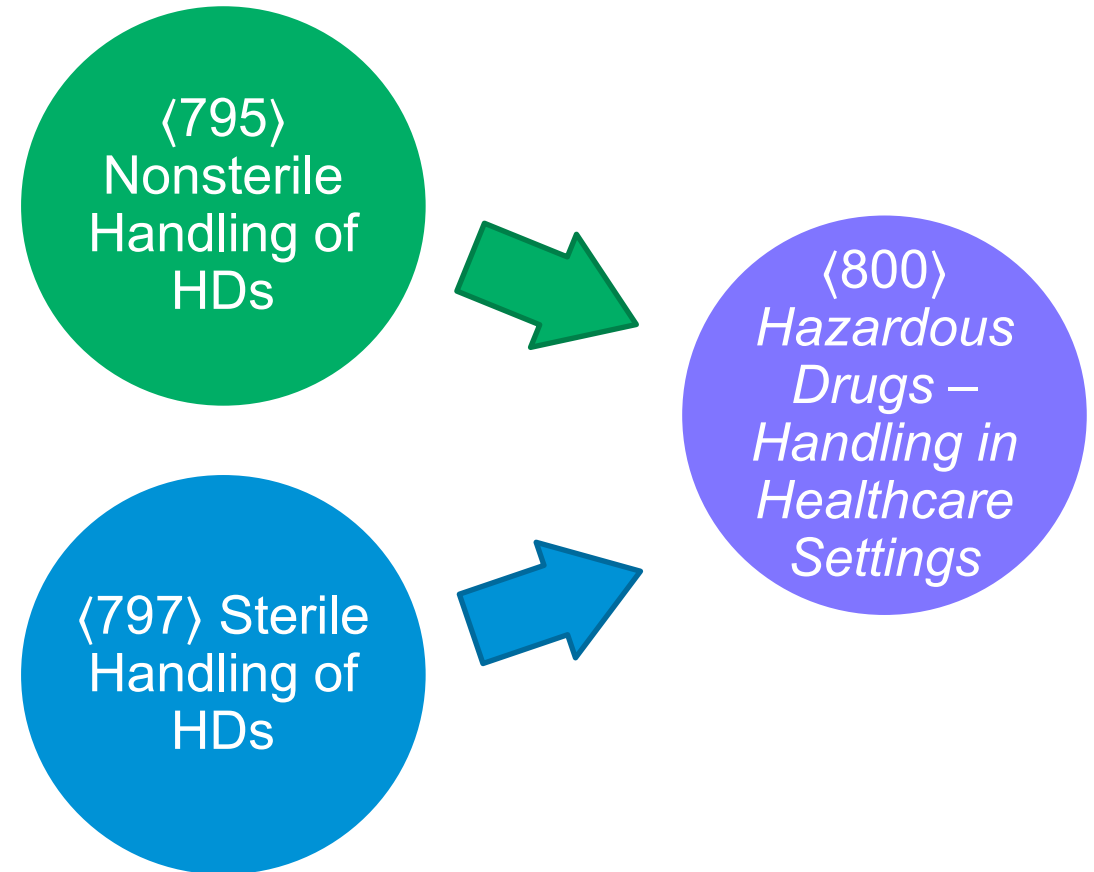 ⟨795⟩
Nonsterile
Handling of
HDs
⟨797⟩ Sterile
Handling of
HDs
⟨800⟩
Hazardous
Drugs –
Handling in
Healthcare
Settings